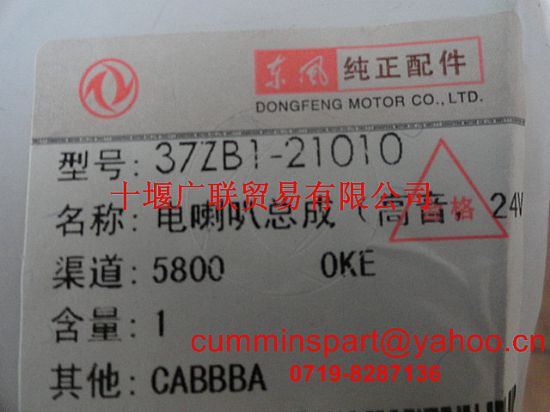 东风 纯正配件
DONGFENG MOTOR CO., LTD.
型号: 37ZB1-21010
十堰广联贸易有限公司
名称: 电喇叭总成 (高音, 24V
合格
渠道: 5800 OKE
含量: 1
cumminspart@yahoo.cn
其他: CABBBA
0719-8287136